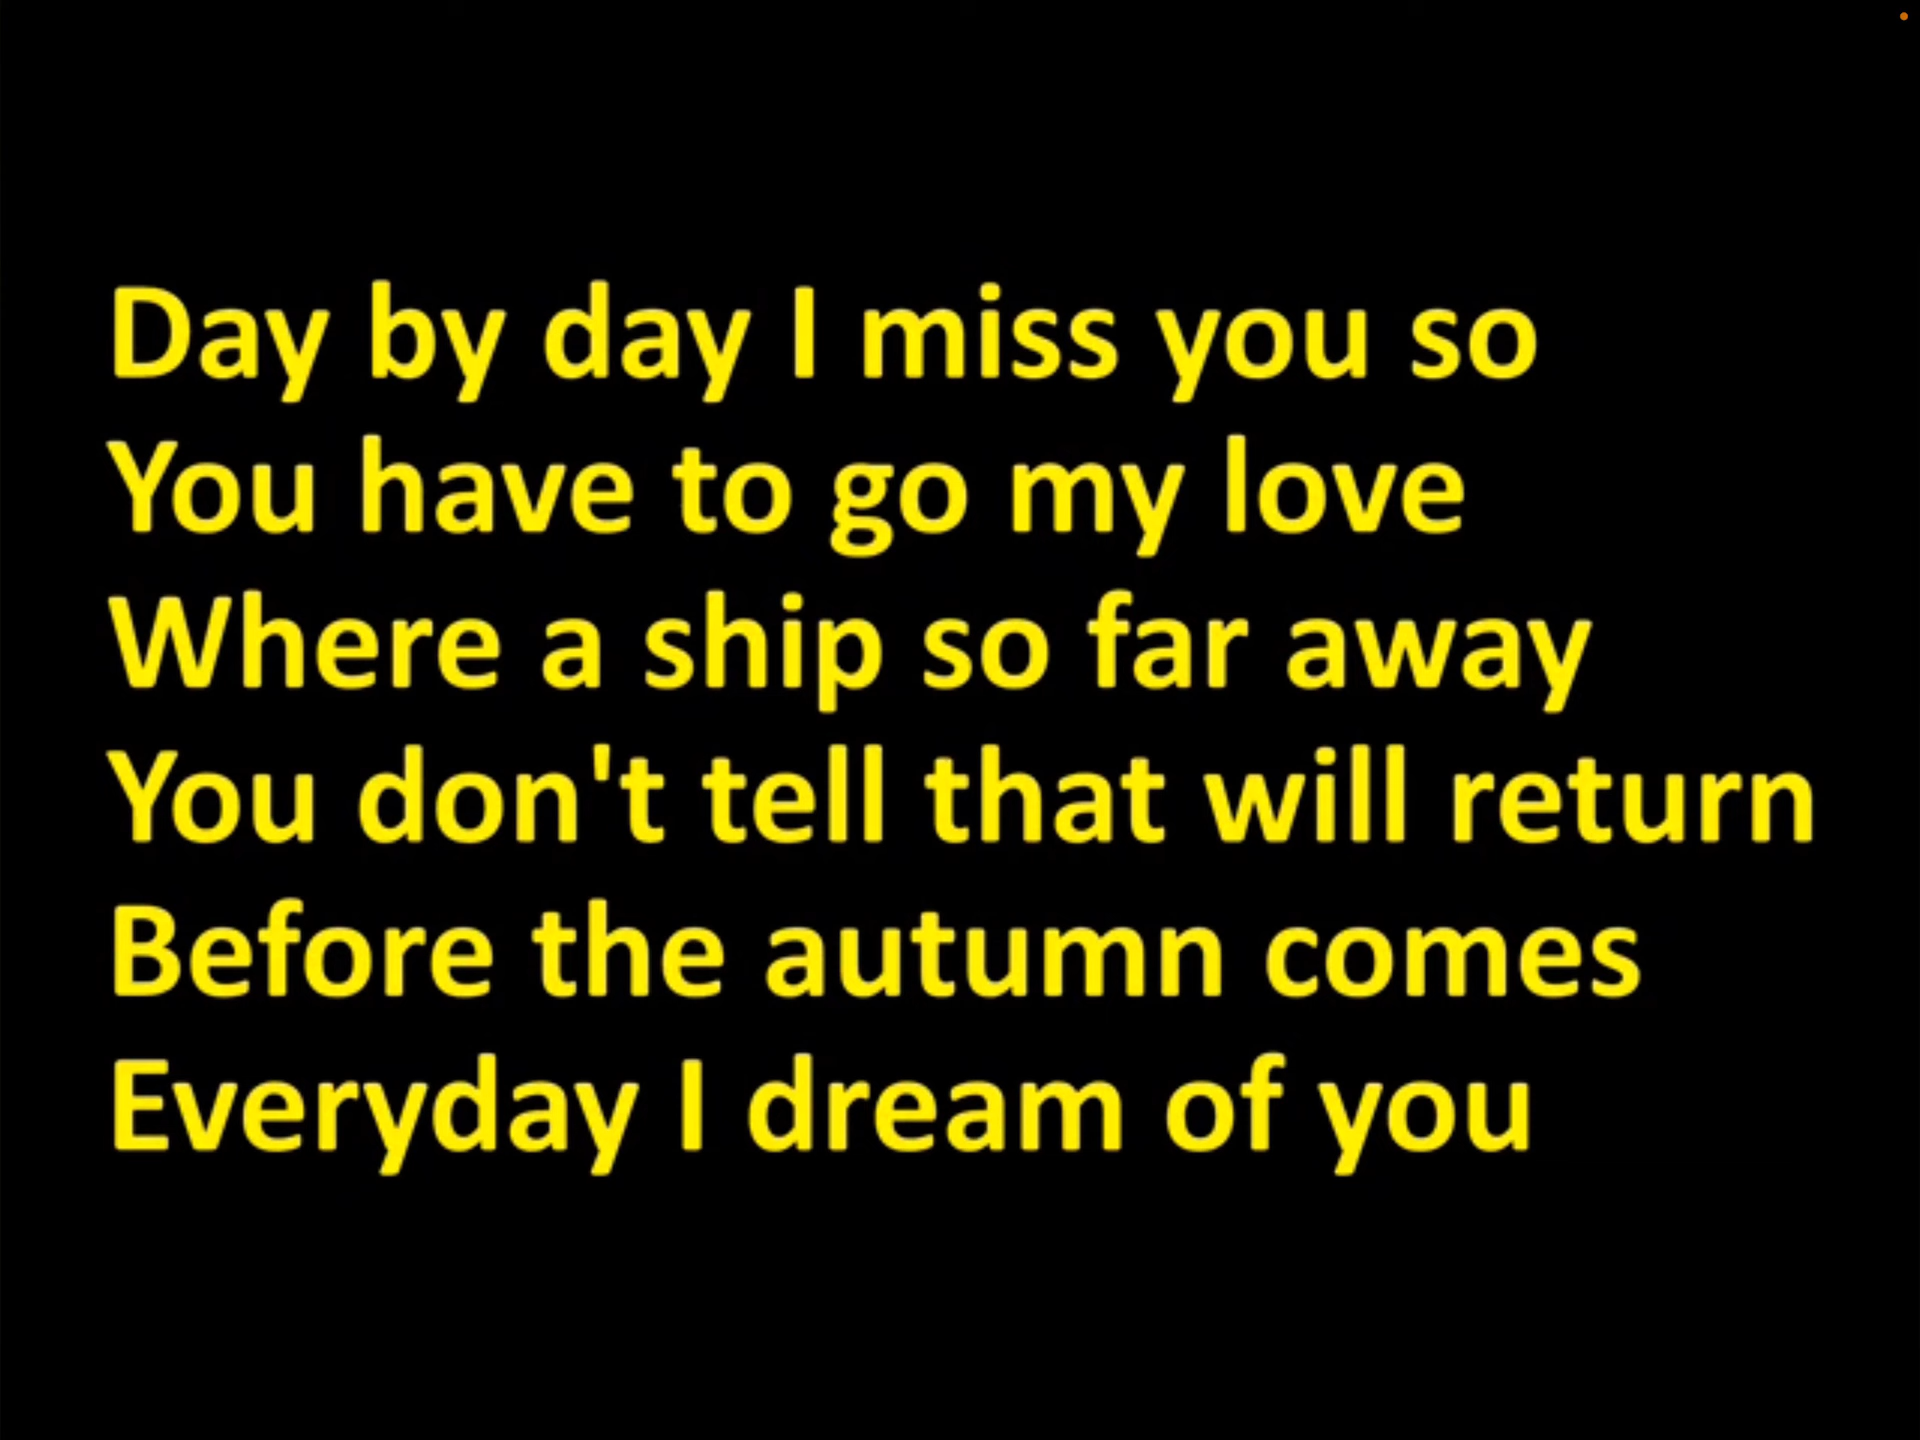 Day by day I miss you so
You have to go my love
Where a ship so far away
You don't tell that will return
Before the autumn comes
Everyday I dream of you